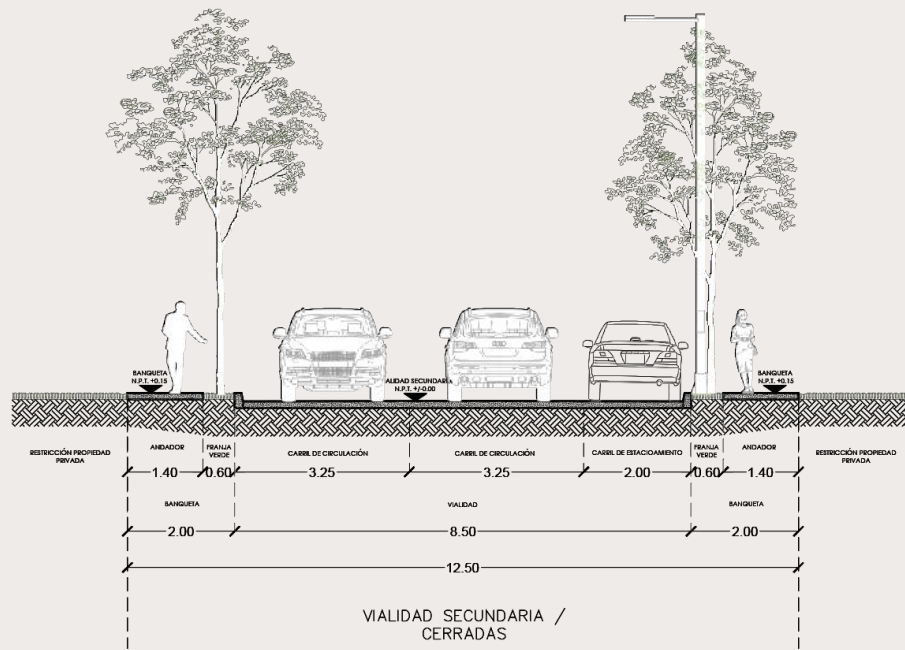 BANQUETA
N.P.T. +0.15
ALIDAD SECUNDARIA
N.P.T. +/-0.00
BANQUETA
N.P.T. +0.15
RESTRICCIÓN PROPIEDAD
PRIVADA
ANDADOR
FRANJA
VERDE
CARRIL DE CIRCULACIÓN
CARRIL DE CIRCULACIÓN
CARRIL DE ESTACIOAMIENTO
FRANJA
VERDE
ANDADOR
RESTRICCIÓN PROPIEDAD
PRIVADA
1.40
0.60
3.25
3.25
2.00
0.60
1.40
BANQUETA
VIALIDAD
BANQUETA
2.00
8.50
2.00
12.50
VIALIDAD SECUNDARIA /
CERRADAS